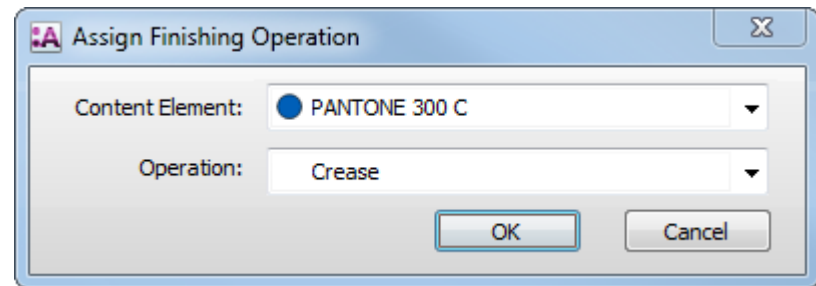 Assign Finishing Operation
Content Element: PANTONE 300 C
Operation: Crease
OK Cancel